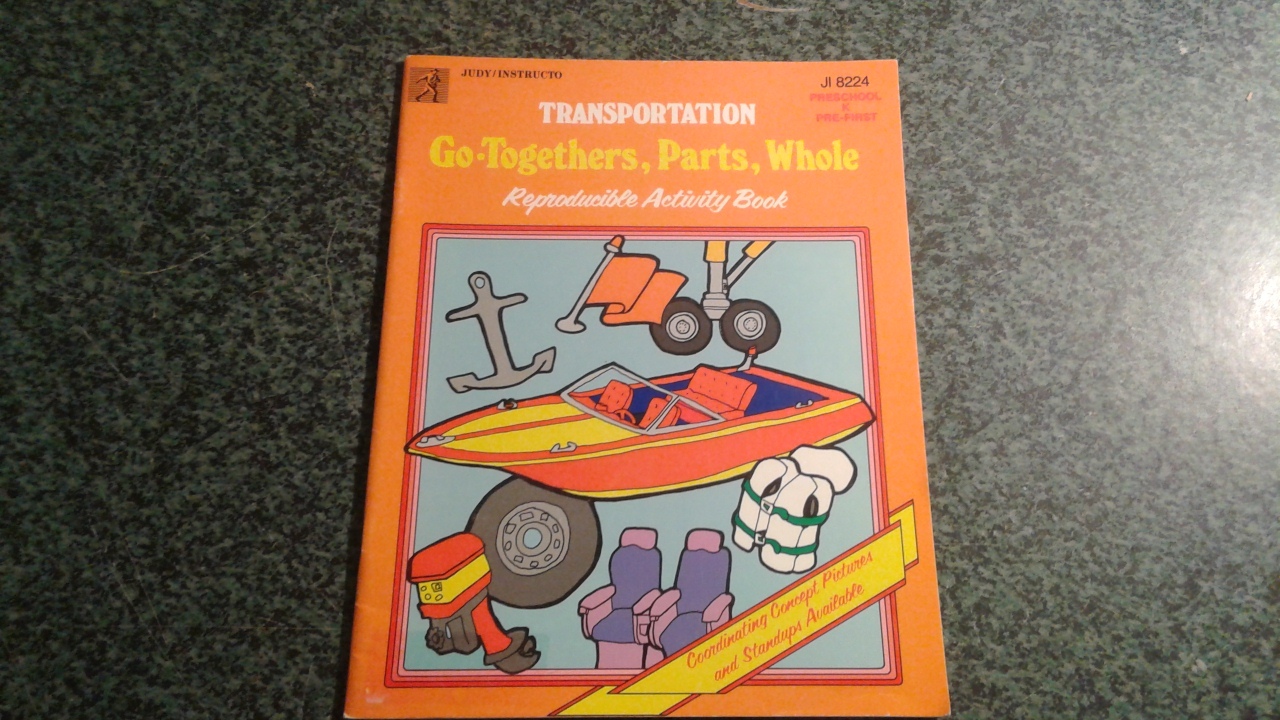 JUDY/INSTRUCTO
JI 8224
PRESCHOOL
K
PRE-FIRST
TRANSPORTATION
Go-Togethers, Parts, Whole
Reproducible Activity Book
Coordinating Concept Pictures
and Standups Available